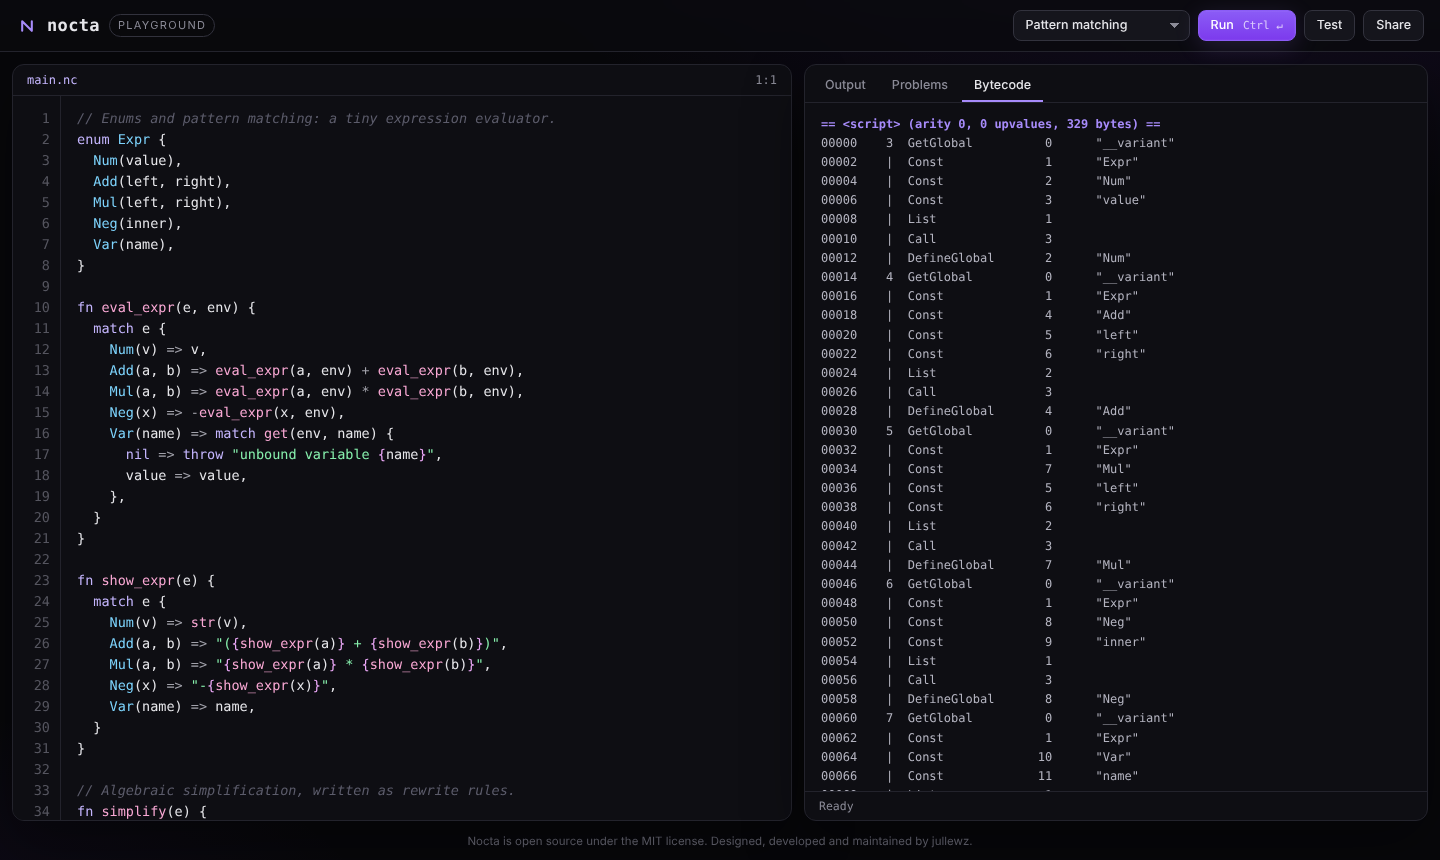 nocta PLAYGROUND
Pattern matching Run Ctrl ↵ Test Share
main.nc 1:1
1 // Enums and pattern matching: a tiny expression evaluator.
2 enum Expr {
3 Num(value),
4 Add(left, right),
5 Mul(left, right),
6 Neg(inner),
7 Var(name),
8 }
9
10 fn eval_expr(e, env) {
11 match e {
12 Num(v) => v,
13 Add(a, b) => eval_expr(a, env) + eval_expr(b, env),
14 Mul(a, b) => eval_expr(a, env) * eval_expr(b, env),
15 Neg(x) => -eval_expr(x, env),
16 Var(name) => match get(env, name) {
17 nil => throw "unbound variable {name}",
18 value => value,
19 },
20 }
21 }
22
23 fn show_expr(e) {
24 match e {
25 Num(v) => str(v),
26 Add(a, b) => "({show_expr(a)} + {show_expr(b)})",
27 Mul(a, b) => "{show_expr(a)} * {show_expr(b)}",
28 Neg(x) => "-{show_expr(x)}",
29 Var(name) => name,
30 }
31 }
32
33 // Algebraic simplification, written as rewrite rules.
34 fn simplify(e) {
Output Problems Bytecode
== <script> (arity 0, 0 upvalues, 329 bytes) ==
00000 3 GetGlobal 0 "__variant"
00002 | Const 1 "Expr"
00004 | Const 2 "Num"
00006 | Const 3 "value"
00008 | List 1
00010 | Call 3
00012 | DefineGlobal 2 "Num"
00014 4 GetGlobal 0 "__variant"
00016 | Const 1 "Expr"
00018 | Const 4 "Add"
00020 | Const 5 "left"
00022 | Const 6 "right"
00024 | List 2
00026 | Call 3
00028 | DefineGlobal 4 "Add"
00030 5 GetGlobal 0 "__variant"
00032 | Const 1 "Expr"
00034 | Const 7 "Mul"
00036 | Const 5 "left"
00038 | Const 6 "right"
00040 | List 2
00042 | Call 3
00044 | DefineGlobal 7 "Mul"
00046 6 GetGlobal 0 "__variant"
00048 | Const 1 "Expr"
00050 | Const 8 "Neg"
00052 | Const 9 "inner"
00054 | List 1
00056 | Call 3
00058 | DefineGlobal 8 "Neg"
00060 7 GetGlobal 0 "__variant"
00062 | Const 1 "Expr"
00064 | Const 10 "Var"
00066 | Const 11 "name"
Ready
Nocta is open source under the MIT license. Designed, developed and maintained by jullewz.